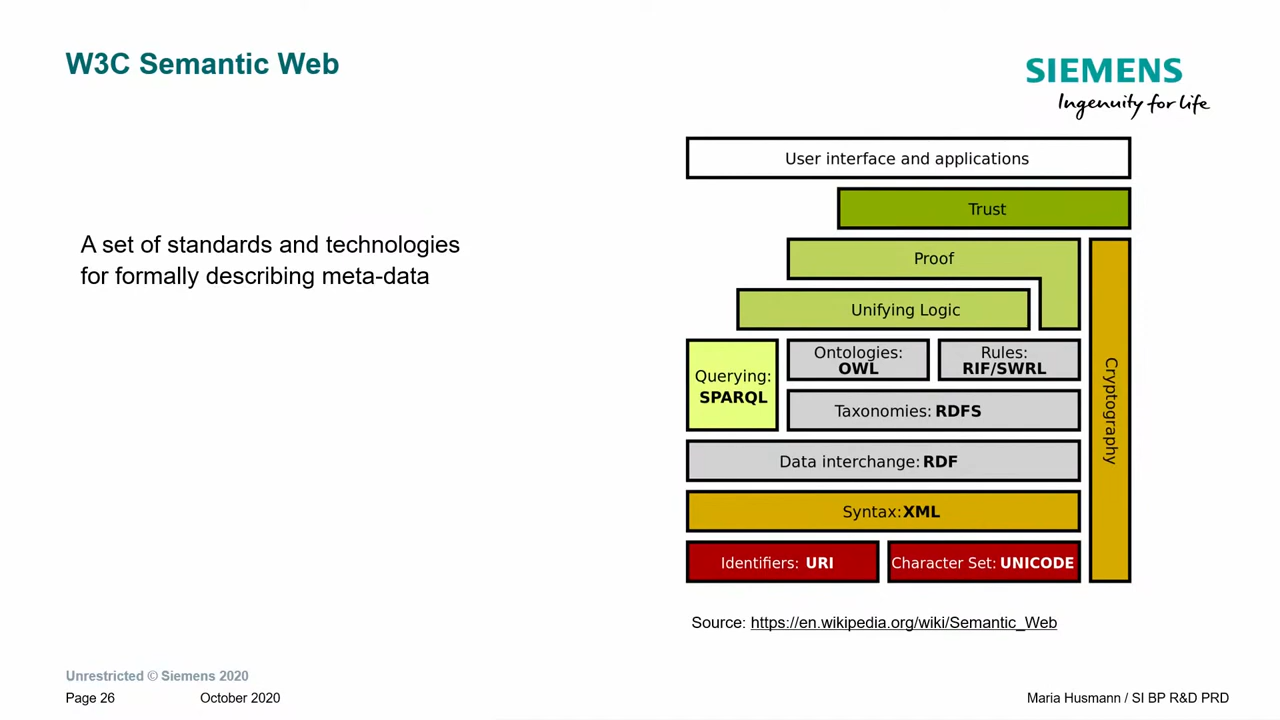 W3C Semantic Web
SIEMENS
Ingenuity for life
A set of standards and technologies
for formally describing meta-data
User interface and applications
Trust
Proof
Unifying Logic
Querying:
SPARQL
Ontologies:
OWL
Rules:
RIF/SWRL
Taxonomies: RDFS
Data interchange: RDF
Syntax:XML
Identifiers: URI
Character Set: UNICODE
Cryptography
Source: https://en.wikipedia.org/wiki/Semantic_Web
Unrestricted © Siemens 2020
Page 26 October 2020 Maria Husmann / SI BP R&D PRD